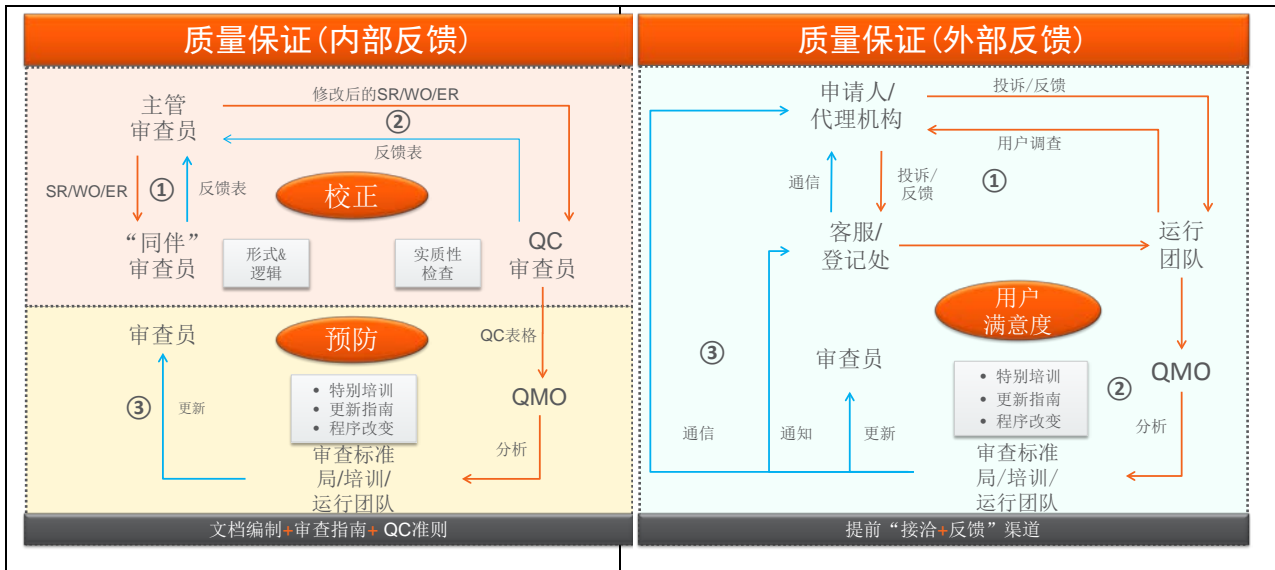 质量保证(内部反馈)
主管
审查员
修改后的SR/WO/ER
②
反馈表
SR/WO/ER
①
反馈表
校正
“同伴”
审查员
形式&
逻辑
实质性
检查
QC
审查员
审查员
预防
QC表格
• 特别培训
• 更新指南
• 程序改变
QMO
③
更新
分析
审查标准
局/培训/
运行团队
文档编制+审查指南+ QC准则
质量保证(外部反馈)
申请人/
代理机构
投诉/反馈
用户调查
通信
投诉/
反馈
①
客服/
登记处
运行
团队
用户
满意度
③
审查员
• 特别培训
• 更新指南
• 程序改变
②
QMO
通信
通知
更新
分析
审查标准
局/培训/
运行团队
提前“接洽+反馈”渠道